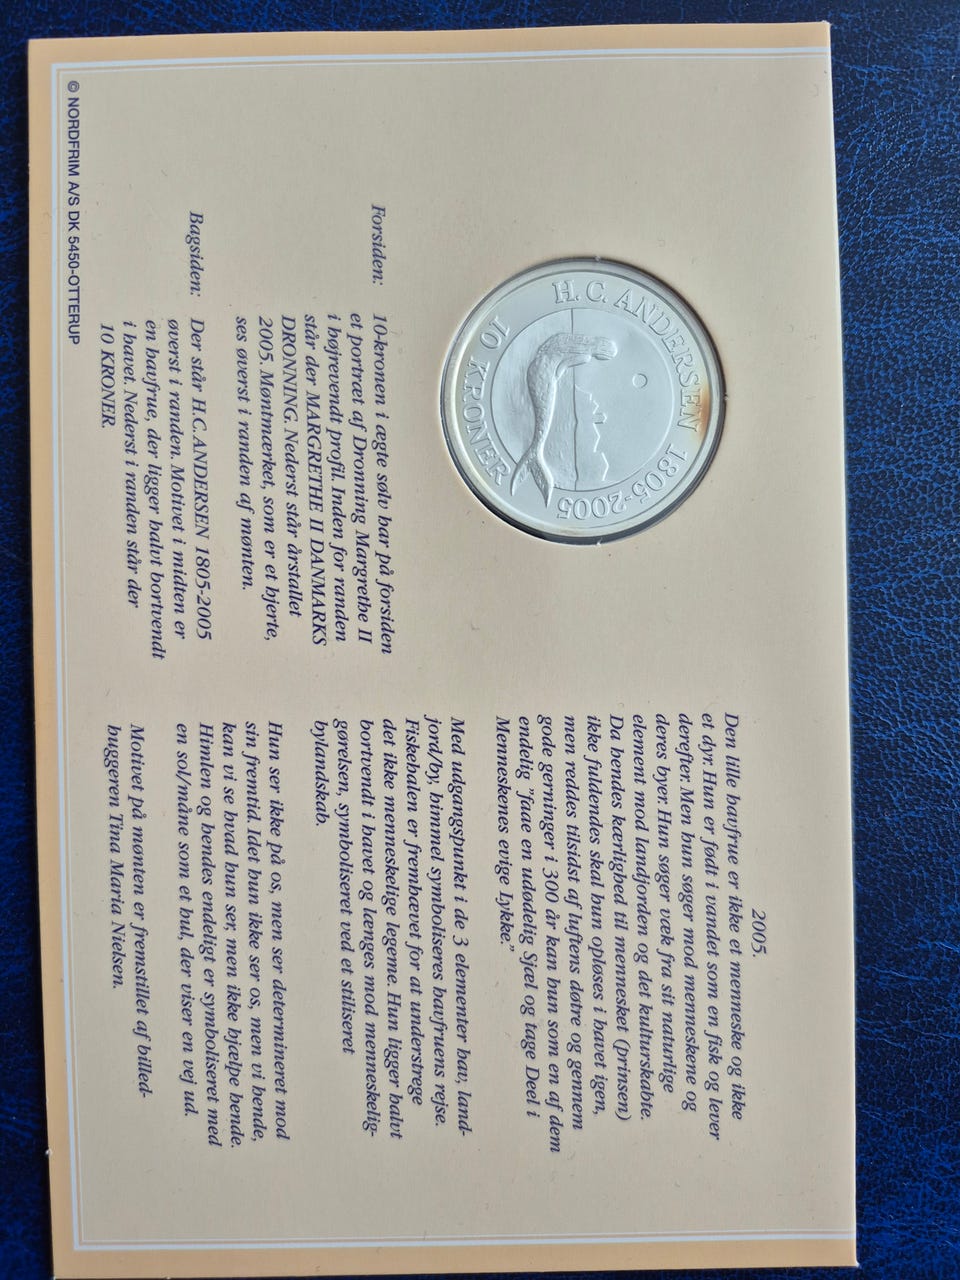 H.C. ANDERSEN 1805-2005
10 KRONER
Forsiden: 10-kronen i ægte sølv har på forsiden
et portræt af Dronning Margrethe II
i højrevendt profil. Inden for randen
står der MARGRETHE II DANMARKS
DRONNING. Nederst står årstallet
2005. Møntmærket, som er et hjerte,
ses øverst i randen af mønten.
Bagsiden: Der står H.C.ANDERSEN 1805-2005
øverst i randen. Motivet i midten er
en havfrue, der ligger halvt bortvendt
i havet. Nederst i randen står der
10 KRONER.
2005.
Den lille havfrue er ikke et menneske og ikke
et dyr. Hun er født i vandet som en fisk og lever
derefter. Men hun søger mod menneskene og
deres byer. Hun søger væk fra sit naturlige
element mod landjorden og det kulturskabte.
Da hendes kærlighed til mennesket (prinsen)
ikke fuldendes skal hun opløses i havet igen,
men reddes tilsidst af luftens døtre og gennem
gode gerninger i 300 år kan hun som en af dem
endelig "faae en udødelig Sjæl og tage Deel i
Menneskenes evige Lykke."
Med udgangspunkt i de 3 elementer hav, land-
jord/by, himmel symboliseres havfruens rejse.
Fiskehalen er fremhævet for at understrege
det ikke menneskelige legeme. Hun ligger halvt
bortvendt i havet og længes mod menneskelig-
gørelsen, symboliseret ved et stiliseret
bylandskab.
Hun ser ikke på os, men ser determineret mod
sin fremtid. Idet hun ikke ser os, men vi hende,
kan vi se hvad hun ser, men ikke hjælpe hende.
Himlen og hendes endeligt er symboliseret med
en sol/måne som et hul, der viser en vej ud.
Motivet på mønten er fremstillet af billed-
huggeren Tina Maria Nielsen.
© NORDFRIM A/S DK 5450-OTTERUP